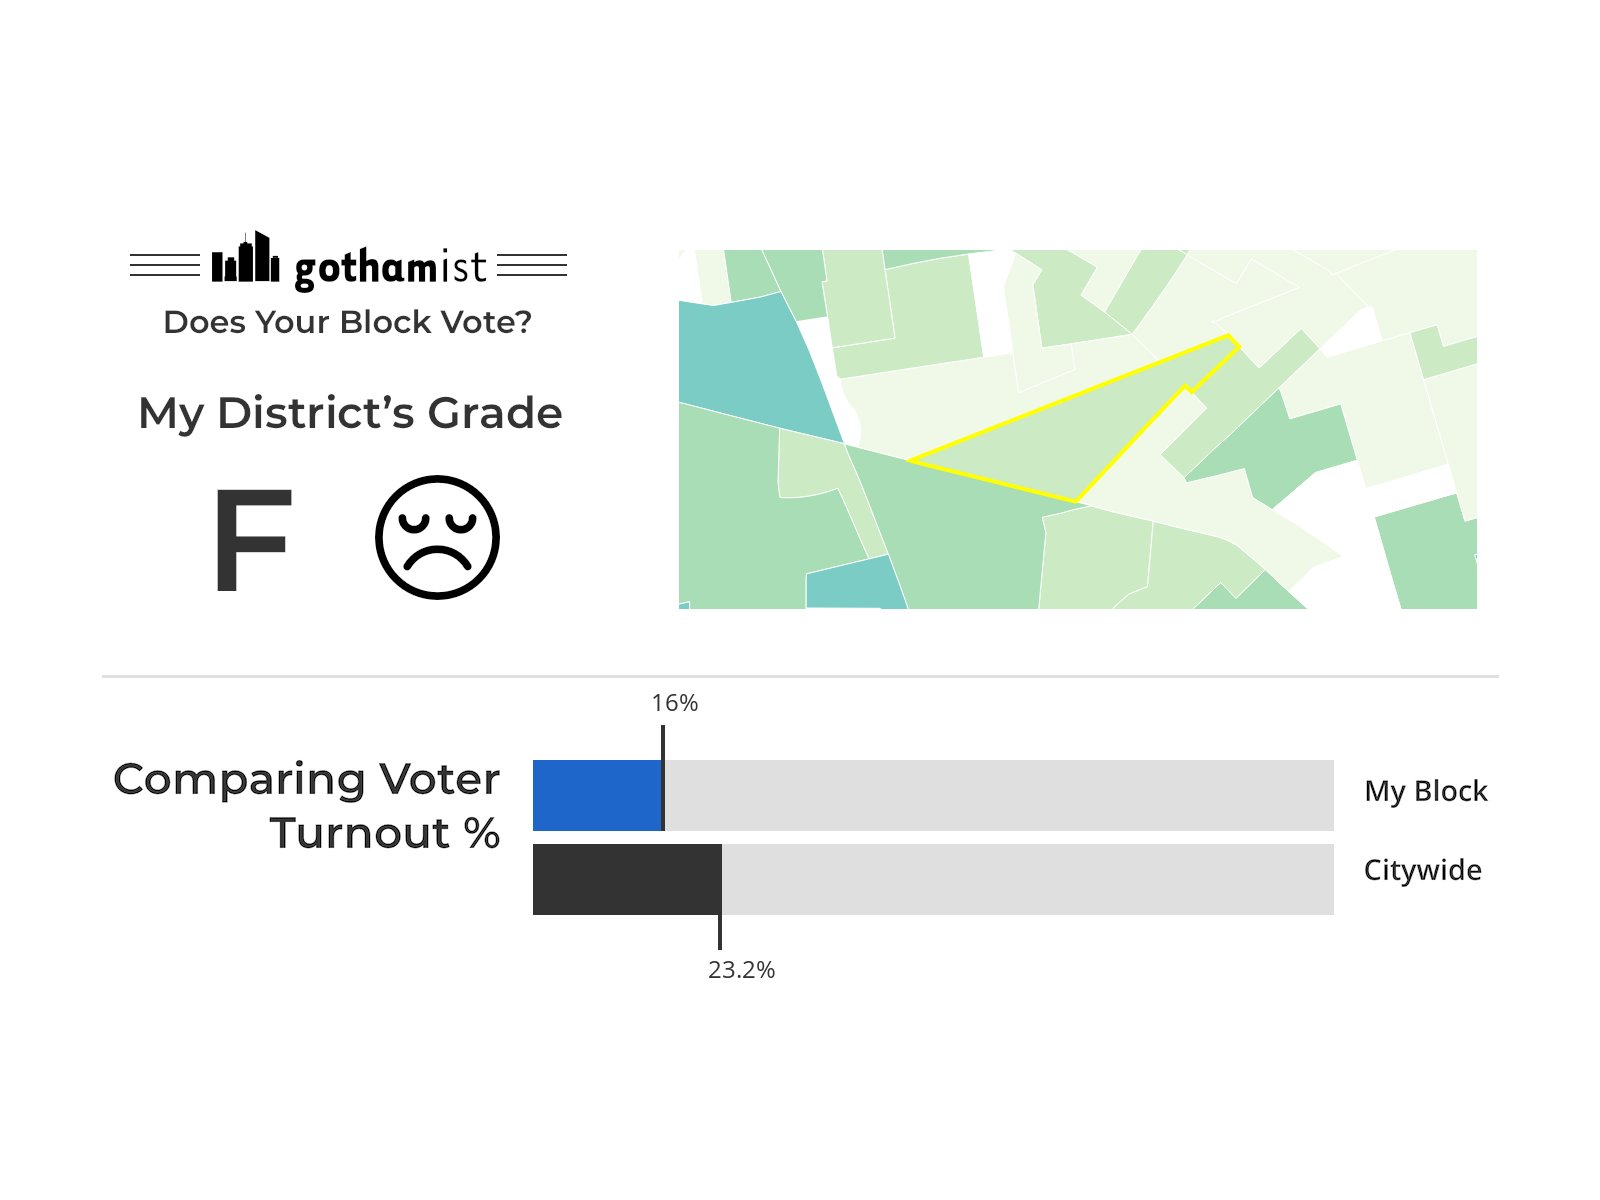 gothamist
Does Your Block Vote?
My District’s Grade
F
16%
Comparing Voter
Turnout %
My Block
Citywide
23.2%